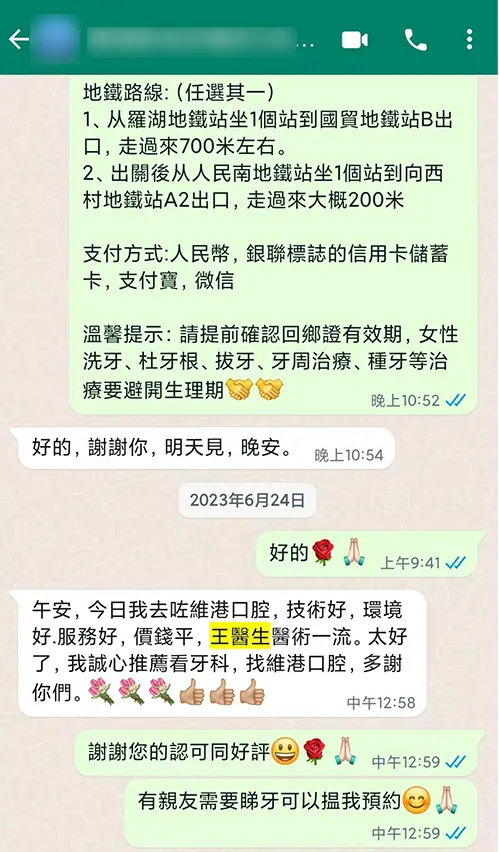 地鐵路線:（任選其一）
1、从羅湖地鐵站坐1個站到國貿地鐵站B出
口，走過來700米左右。
2、出關後从人民南地鐵站坐1個站到向西
村地鐵站A2出口，走過來大概200米
支付方式:人民幣，銀聯標誌的信用卡儲蓄
卡，支付寶，微信
溫馨提示：請提前確認回鄉證有效期，女性
洗牙、杜牙根、拔牙、牙周治療、種牙等治
療要避開生理期🤝🤝
晚上10:52
好的，謝謝你，明天見，晚安。
晚上10:54
2023年6月24日
好的🌹🙏🏻
上午9:41
午安，今日我去咗維港口腔，技術好，環境
好.服務好，價錢平，王醫生醫術一流。太好
了，我誠心推薦看牙科，找維港口腔，多謝
你們。💐💐💐👍🏼👍🏼👍🏼
中午12:58
謝謝您的認可同好評😃🌹🙏🏻
中午12:59
有親友需要睇牙可以搵我預約😊🙏🏻
中午12:59